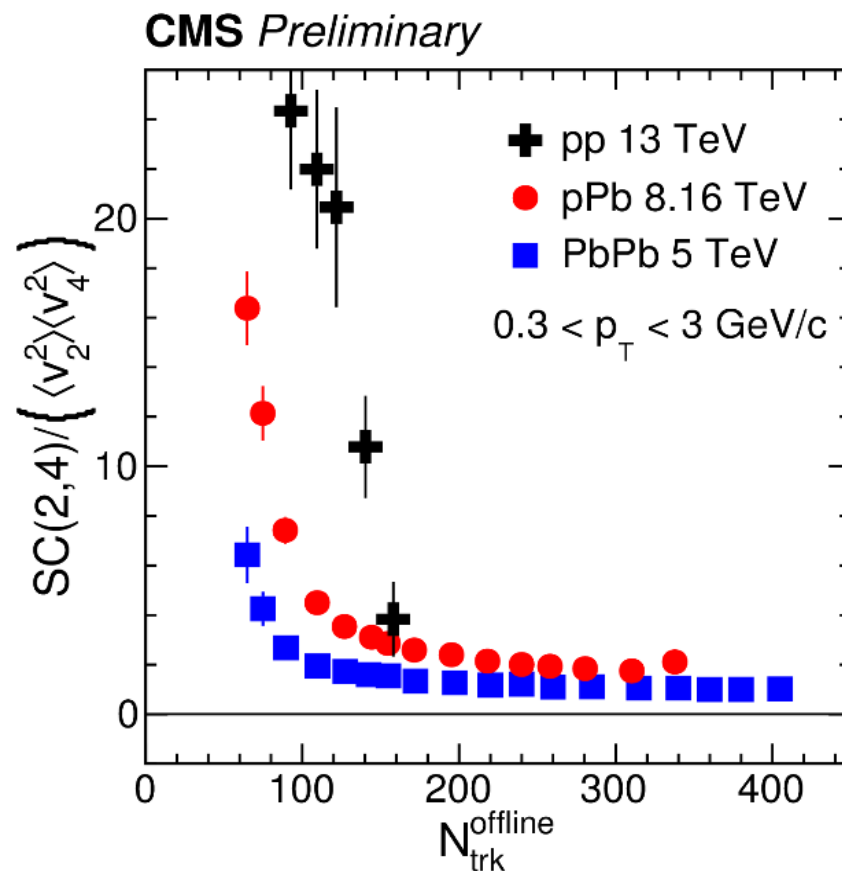 CMS Preliminary
pp 13 TeV
pPb 8.16 TeV
PbPb 5 TeV
0.3 < p_T < 3 GeV/c
SC(2,4)/(⟨v_2^2⟩⟨v_4^2⟩)
20
10
0
0 100 200 300 400
N_trk^offline